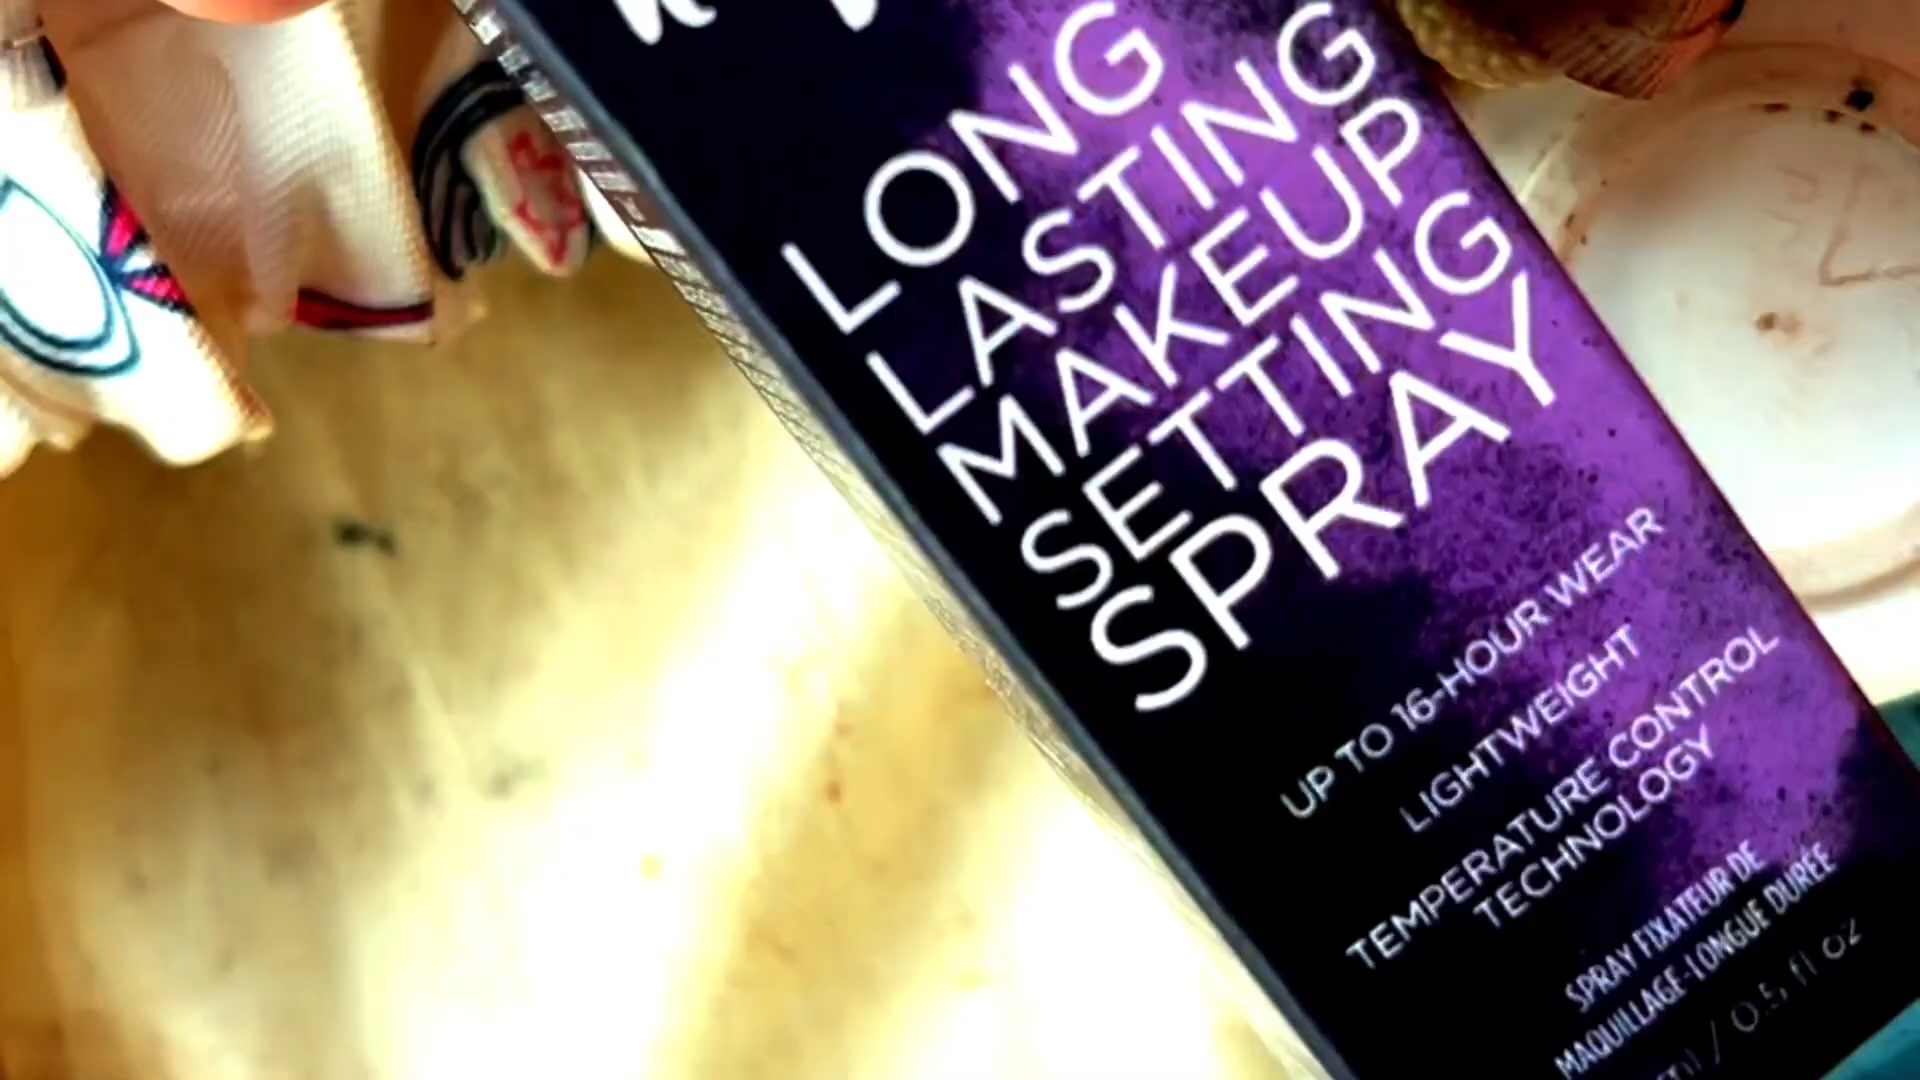 LONG
LASTING
MAKEUP
SETTING
SPRAY
UP TO 16-HOUR WEAR
LIGHTWEIGHT
TEMPERATURE CONTROL
TECHNOLOGY
SPRAY FIXATEUR DE
MAQUILLAGE-LONGUE DURÉE
/ 0.5 fl oz